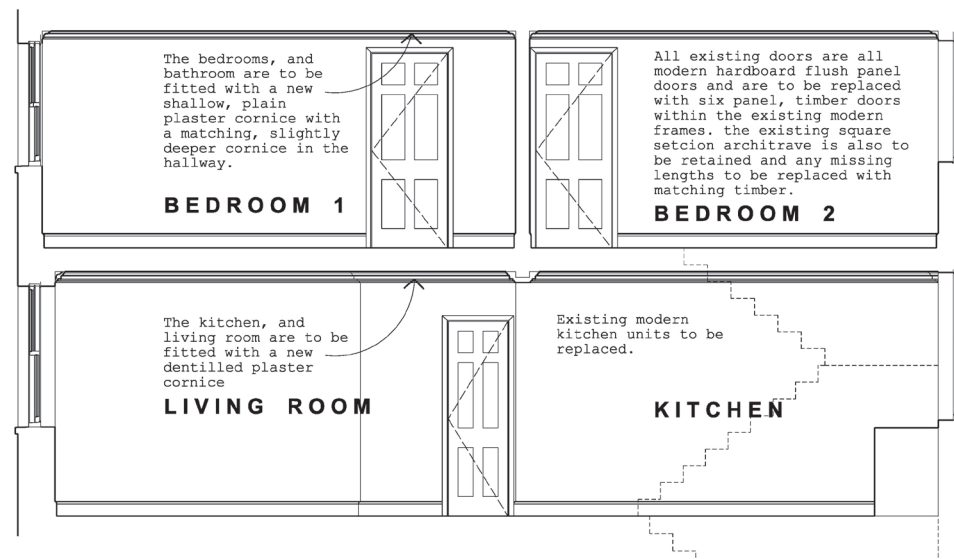 The bedrooms, and
bathroom are to be
fitted with a new
shallow, plain
plaster cornice with
a matching, slightly
deeper cornice in the
hallway.
BEDROOM 1
All existing doors are all
modern hardboard flush panel
doors and are to be replaced
with six panel, timber doors
within the existing modern
frames. the existing square
setcion architrave is also to
be retained and any missing
lengths to be replaced with
matching timber.
BEDROOM 2
The kitchen, and
living room are to be
fitted with a new
dentilled plaster
cornice
LIVING ROOM
Existing modern
kitchen units to be
replaced.
KITCHEN